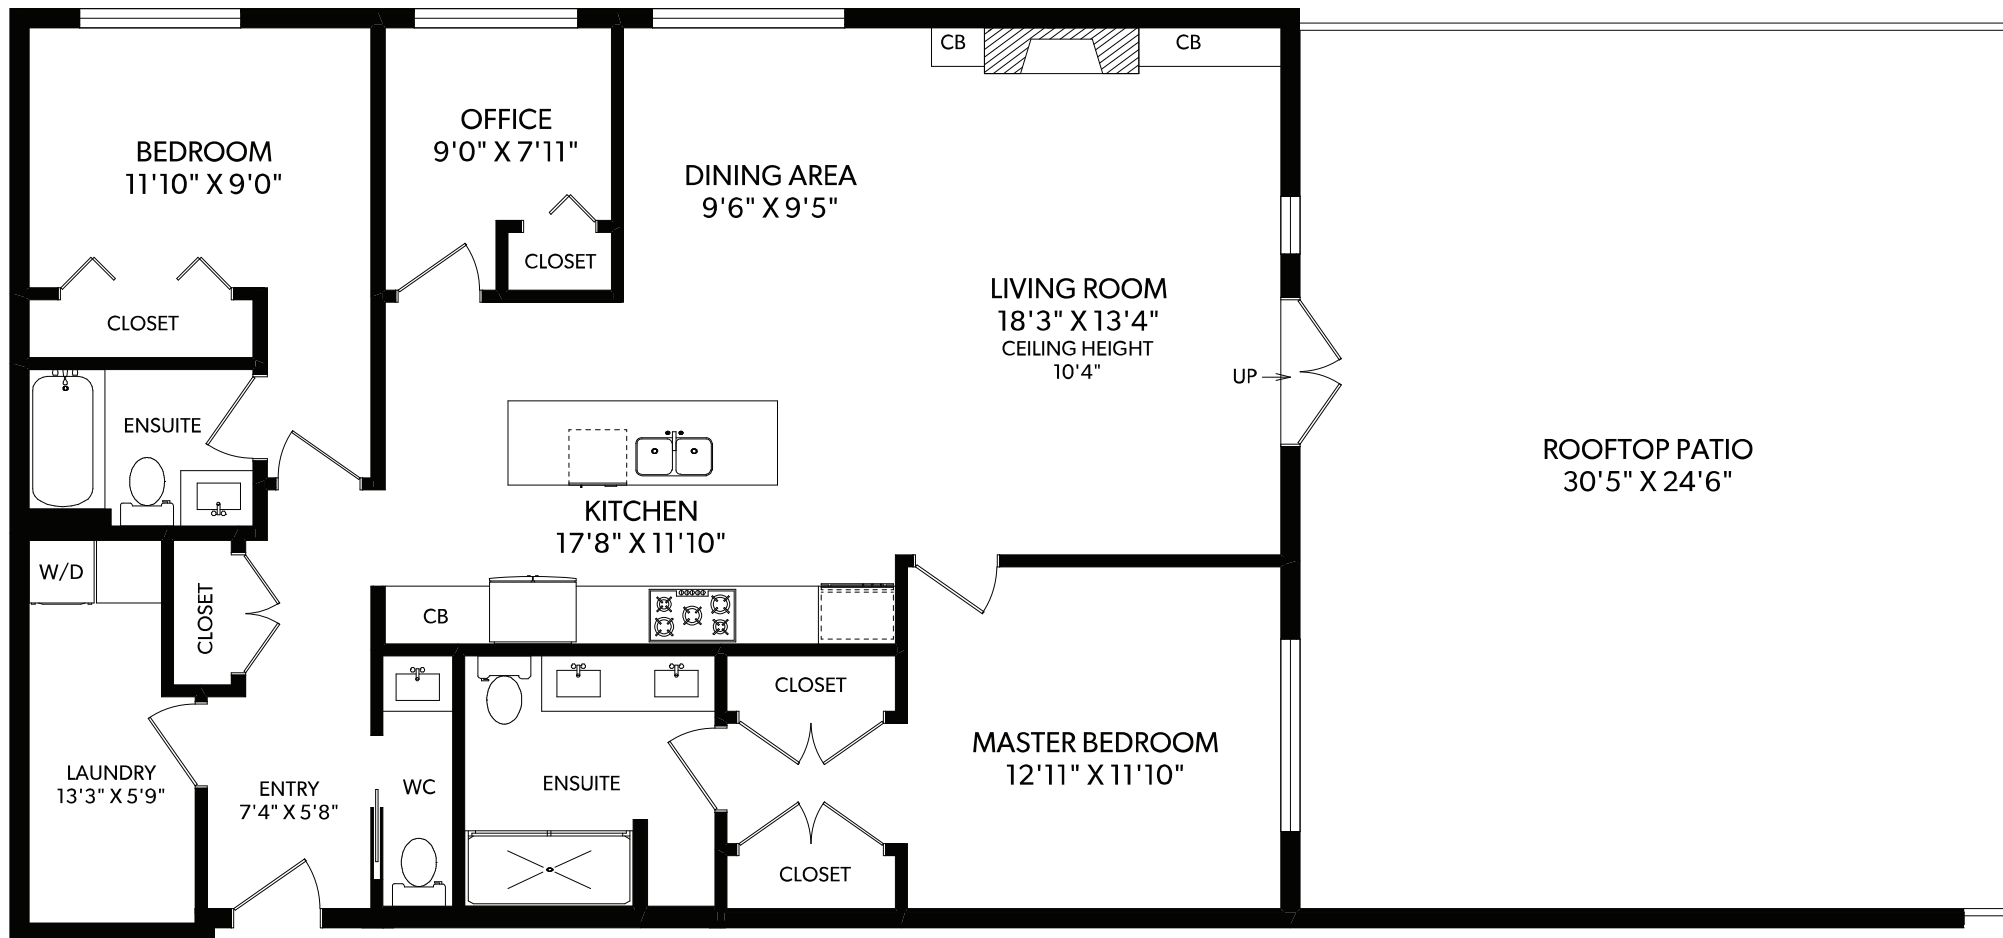 CB
CB
OFFICE
9'0" X 7'11"
BEDROOM
11'10" X 9'0"
DINING AREA
9'6" X 9'5"
CLOSET
LIVING ROOM
18'3" X 13'4"
CEILING HEIGHT
10'4"
CLOSET
UP
ENSUITE
ROOFTOP PATIO
30'5" X 24'6"
KITCHEN
17'8" X 11'10"
W/D
CLOSET
CB
CLOSET
MASTER BEDROOM
12'11" X 11'10"
LAUNDRY
13'3" X 5'9"
ENTRY
7'4" X 5'8"
WC
ENSUITE
CLOSET